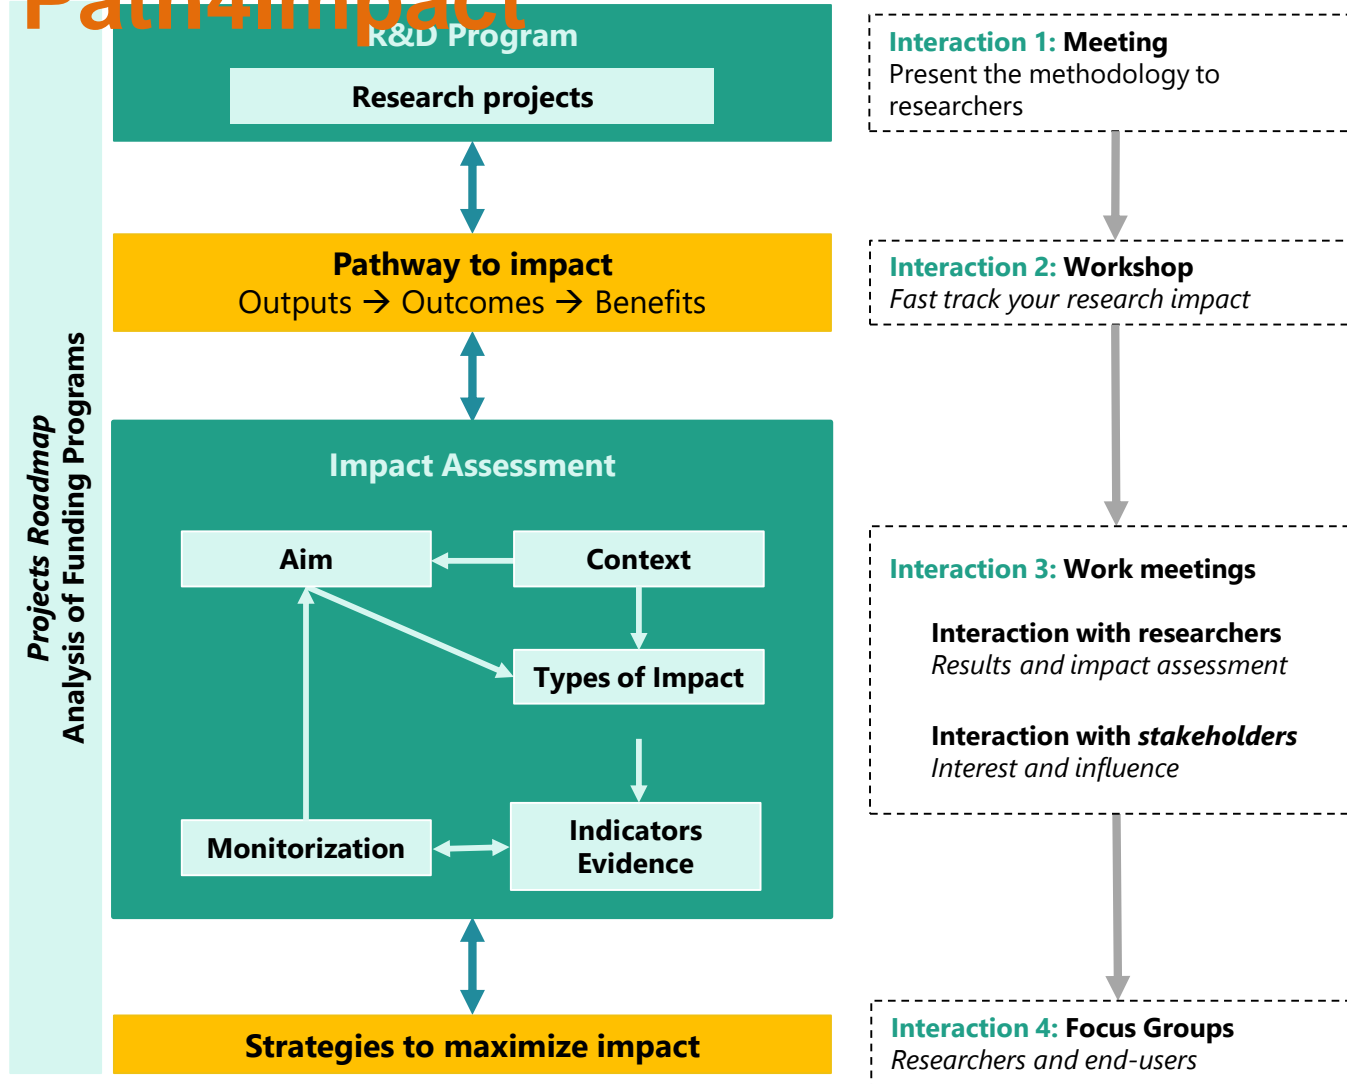 Path4Impact
R&D Program
Research projects
Pathway to impact
Outputs → Outcomes → Benefits
Projects Roadmap
Analysis of Funding Programs
Impact Assessment
Aim
Context
Types of Impact
Monitorization
Indicators
Evidence
Strategies to maximize impact
Interaction 1: Meeting
Present the methodology to
researchers
Interaction 2: Workshop
Fast track your research impact
Interaction 3: Work meetings
Interaction with researchers
Results and impact assessment
Interaction with stakeholders
Interest and influence
Interaction 4: Focus Groups
Researchers and end-users